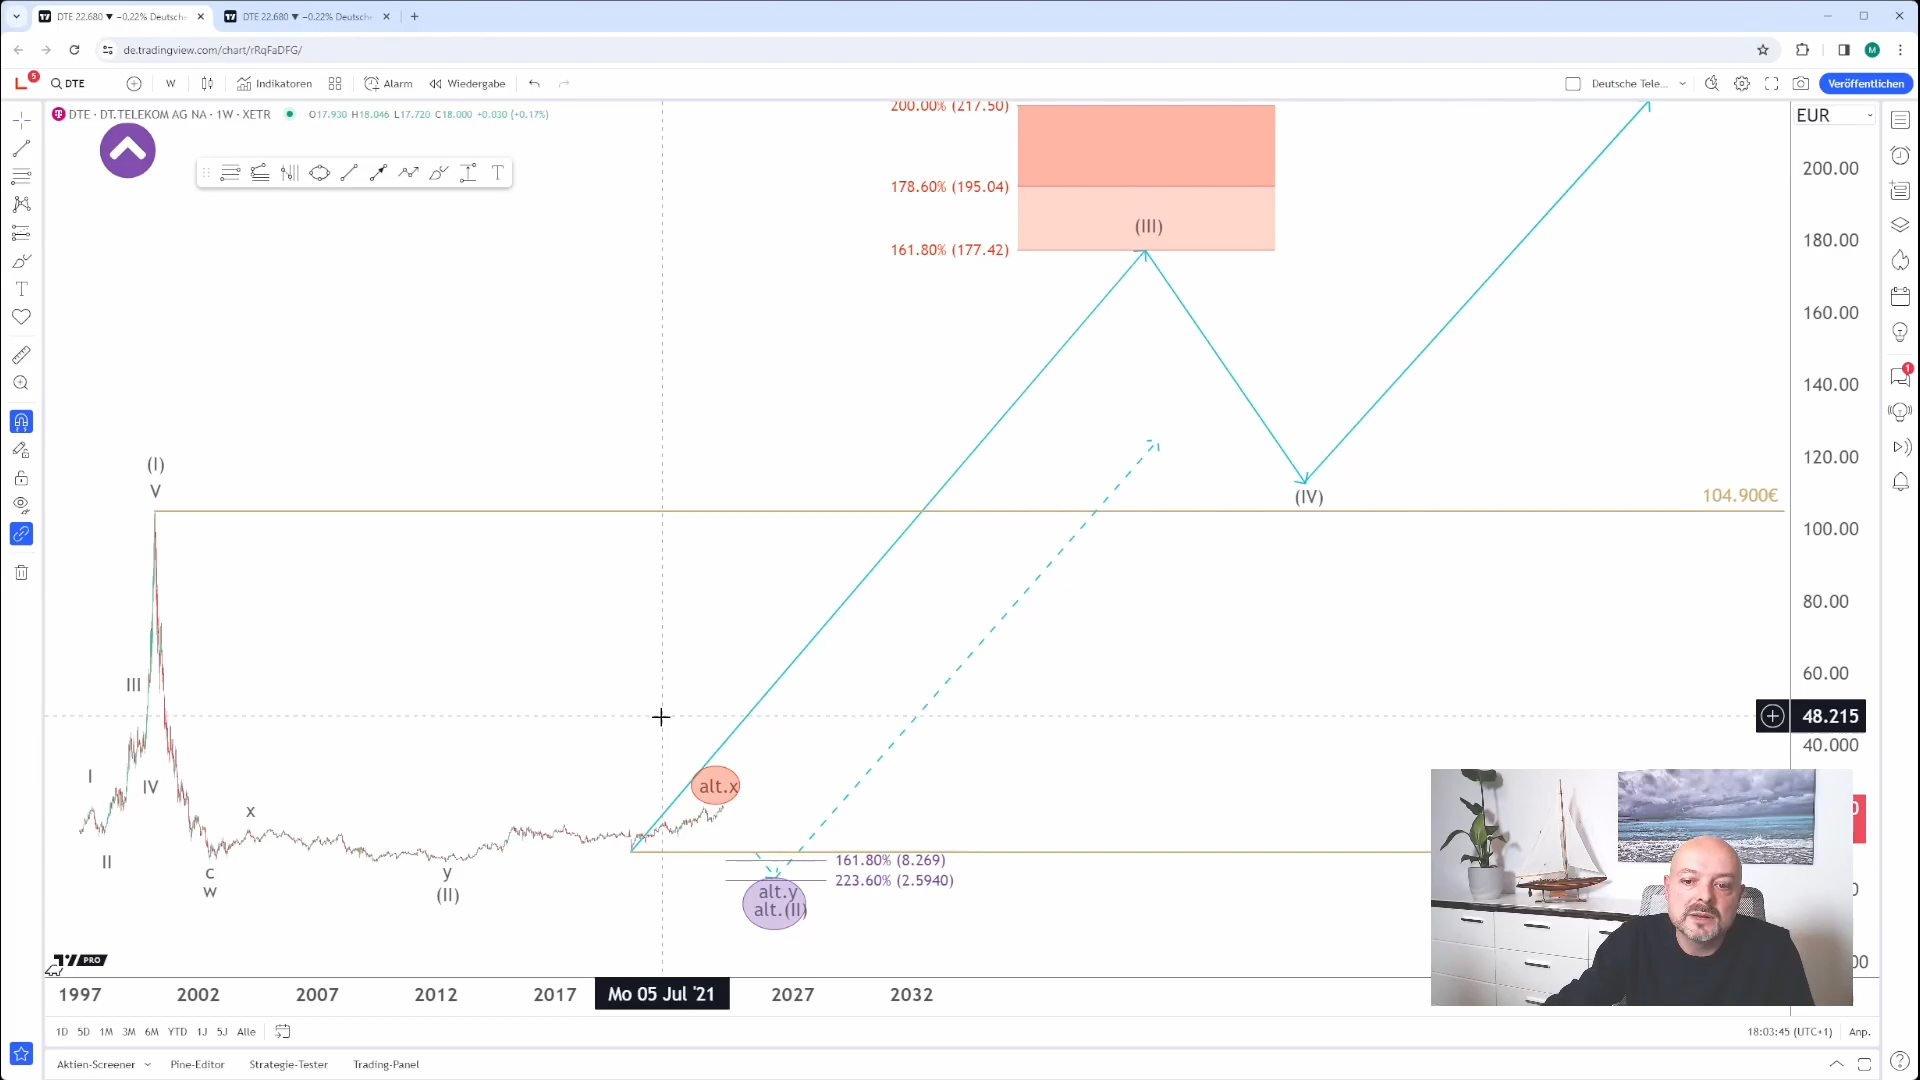 DTE 22.680 ▼ −0.22% Deutsche
DTE 22.680 ▼ −0.22% Deutsche
de.tradingview.com/chart/rRqFaDFG/
M
5
DTE
W
Indikatoren
Alarm
Wiedergabe
Deutsche Tele...
Veröffentlichen
DTE · DT.TELEKOM AG NA · 1W · XETR
O17.930 H18.046 L17.720 C18.000 +0.030 (+0.17%)
EUR
200.00% (217.50)
178.60% (195.04)
161.80% (177.42)
(III)
200.00
180.00
160.00
140.00
120.00
100.00
80.00
60.00
48.215
40.000
1
(I)
V
104.900€
(IV)
III
I
IV
II
x
c
w
y
(II)
alt.x
161.80% (8.269)
223.60% (2.5940)
alt.y
alt.(II)
PRO
1997
2002
2007
2012
2017
Mo 05 Jul '21
2027
2032
1D 5D 1M 3M 6M YTD 1J 5J Alle
18:03:45 (UTC+1)
Anp.
Aktien-Screener
Pine-Editor
Strategie-Tester
Trading-Panel